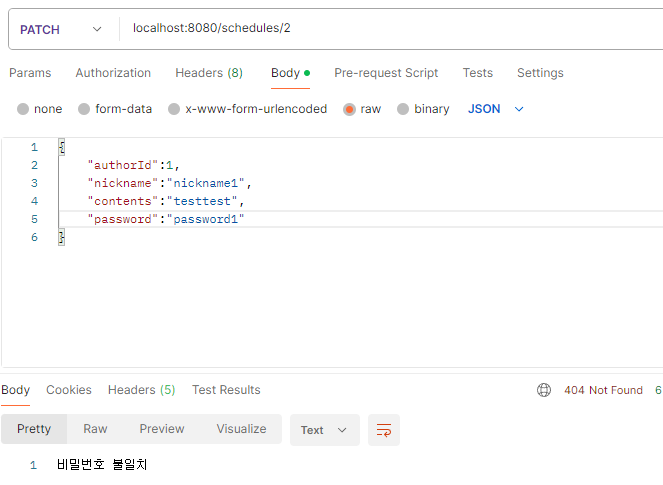 PATCH localhost:8080/schedules/2
Params Authorization Headers (8) Body Pre-request Script Tests Settings
none form-data x-www-form-urlencoded raw binary JSON
1 {
2 "authorId":1,
3 "nickname":"nickname1",
4 "contents":"testtest",
5 "password":"password1"
6 }
Body Cookies Headers (5) Test Results 404 Not Found 6
Pretty Raw Preview Visualize Text
1 비밀번호 불일치